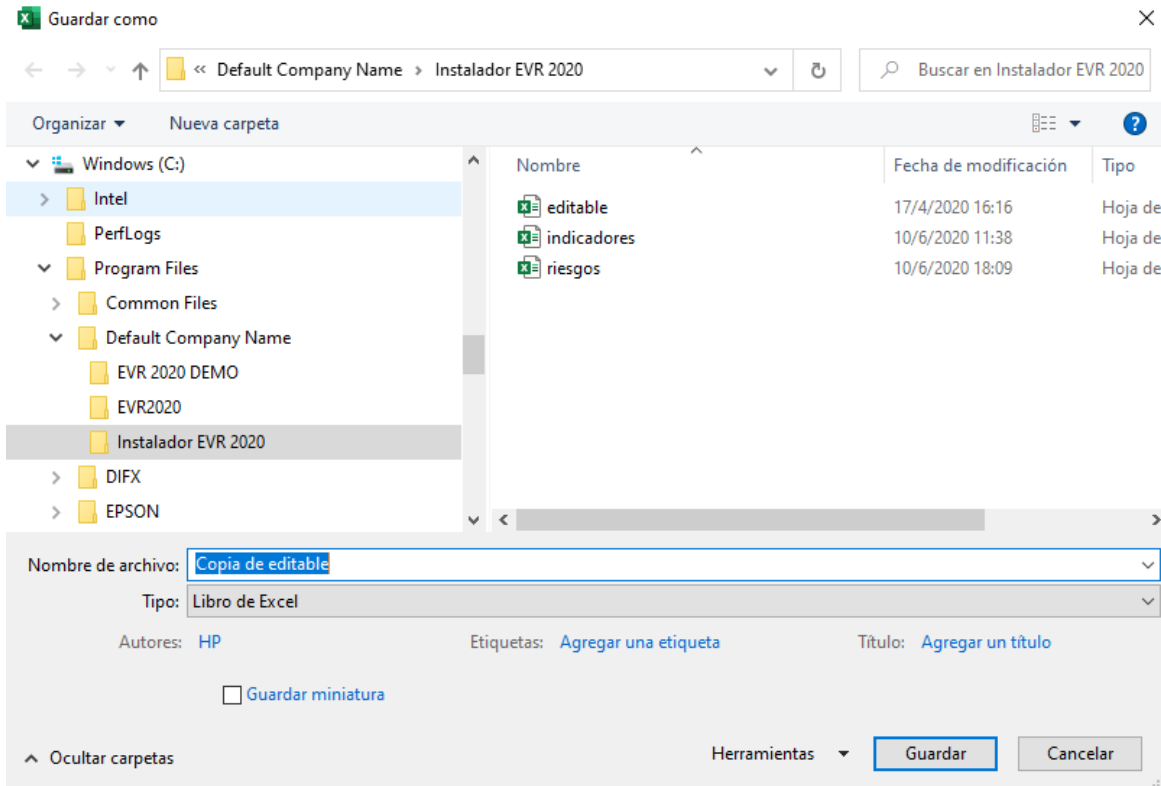 Guardar como
« Default Company Name › Instalador EVR 2020
Buscar en Instalador EVR 2020
Organizar
Nueva carpeta
Windows (C:)
Intel
PerfLogs
Program Files
Common Files
Default Company Name
EVR 2020 DEMO
EVR2020
Instalador EVR 2020
DIFX
EPSON
Nombre Fecha de modificación Tipo
editable 17/4/2020 16:16 Hoja de
indicadores 10/6/2020 11:38 Hoja de
riesgos 10/6/2020 18:09 Hoja de
Nombre de archivo: Copia de editable
Tipo: Libro de Excel
Autores: HP Etiquetas: Agregar una etiqueta Título: Agregar un título
Guardar miniatura
Ocultar carpetas
Herramientas Guardar Cancelar